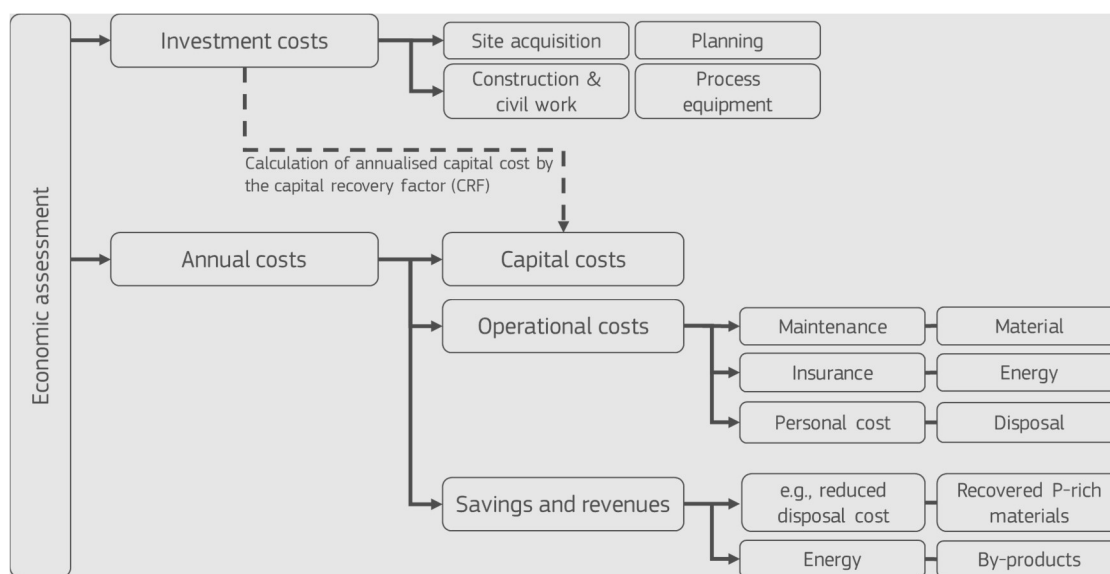 Economic assessment
Investment costs
Site acquisition
Planning
Construction &
civil work
Process
equipment
Calculation of annualised capital cost by
the capital recovery factor (CRF)
Annual costs
Capital costs
Operational costs
Maintenance
Material
Insurance
Energy
Personal cost
Disposal
Savings and revenues
e.g., reduced
disposal cost
Recovered P-rich
materials
Energy
By-products